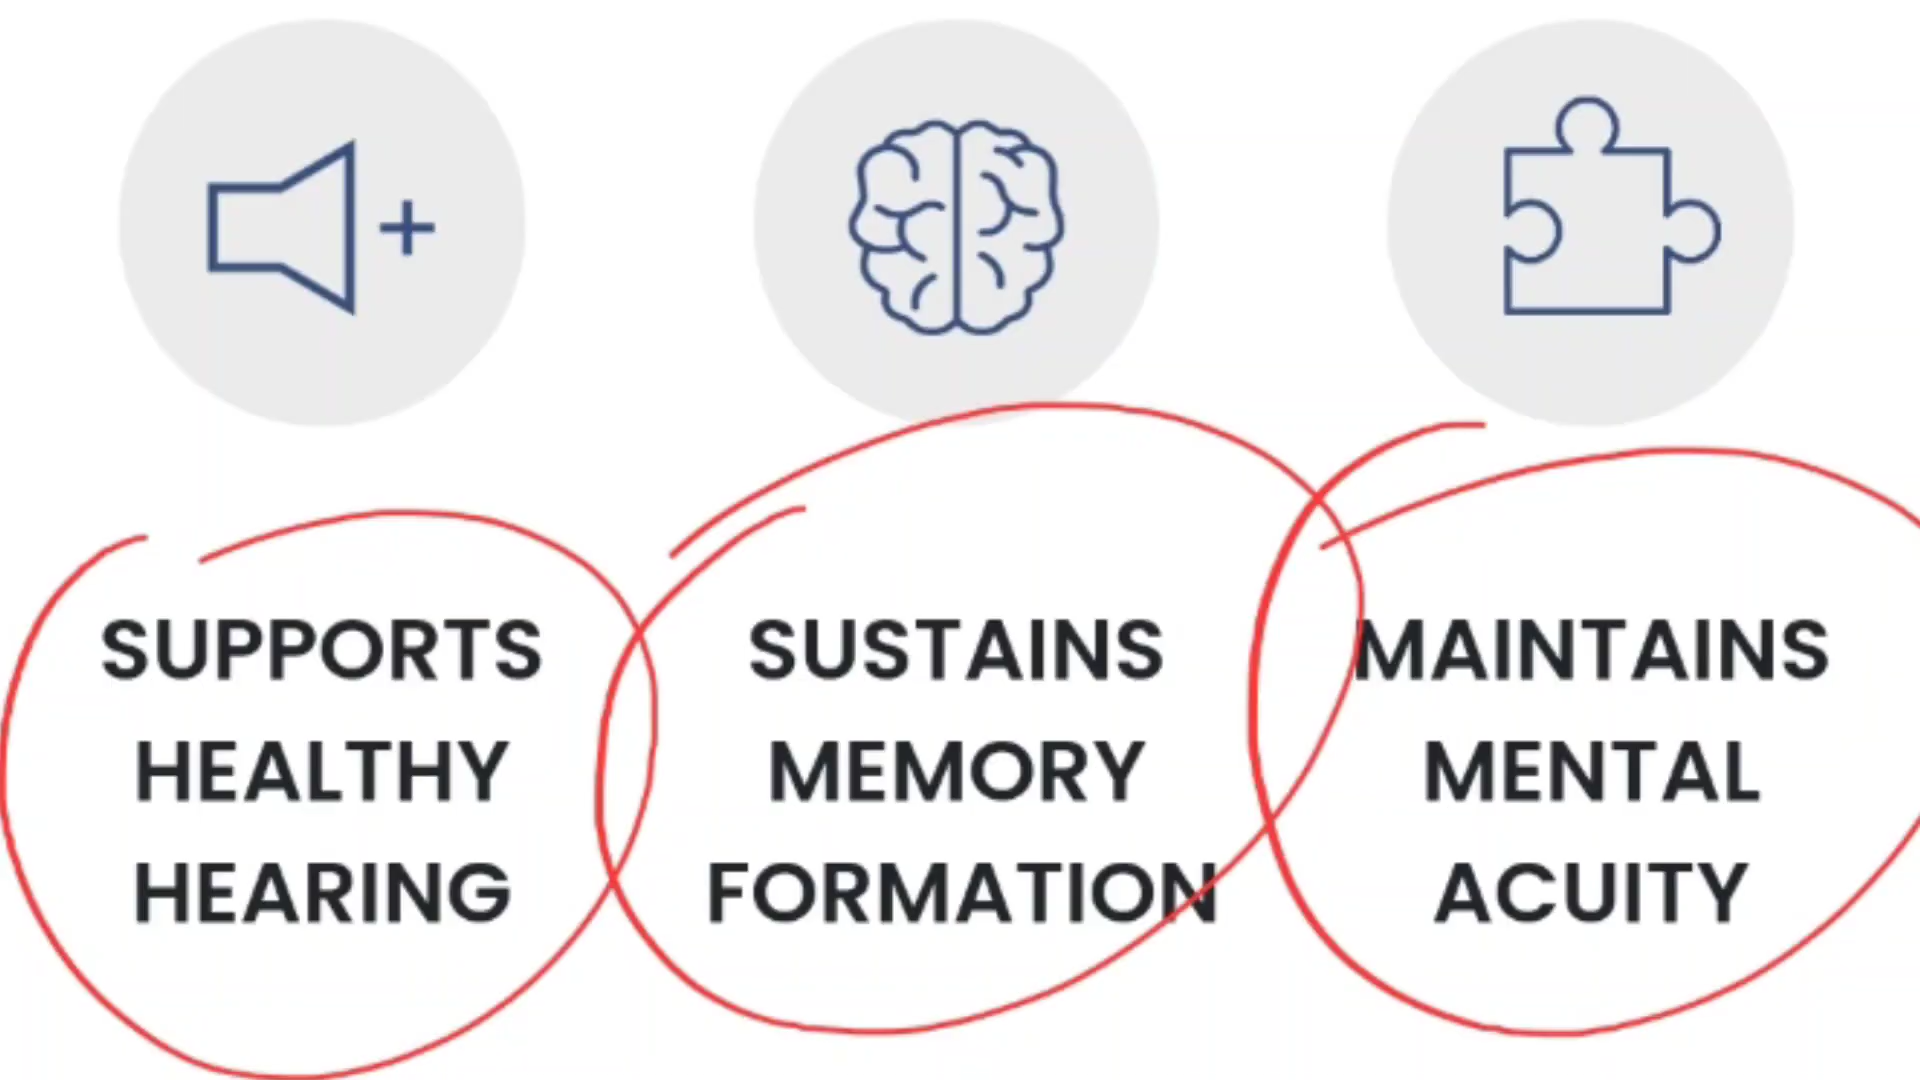 SUPPORTS
HEALTHY
HEARING
SUSTAINS
MEMORY
FORMATION
MAINTAINS
MENTAL
ACUITY